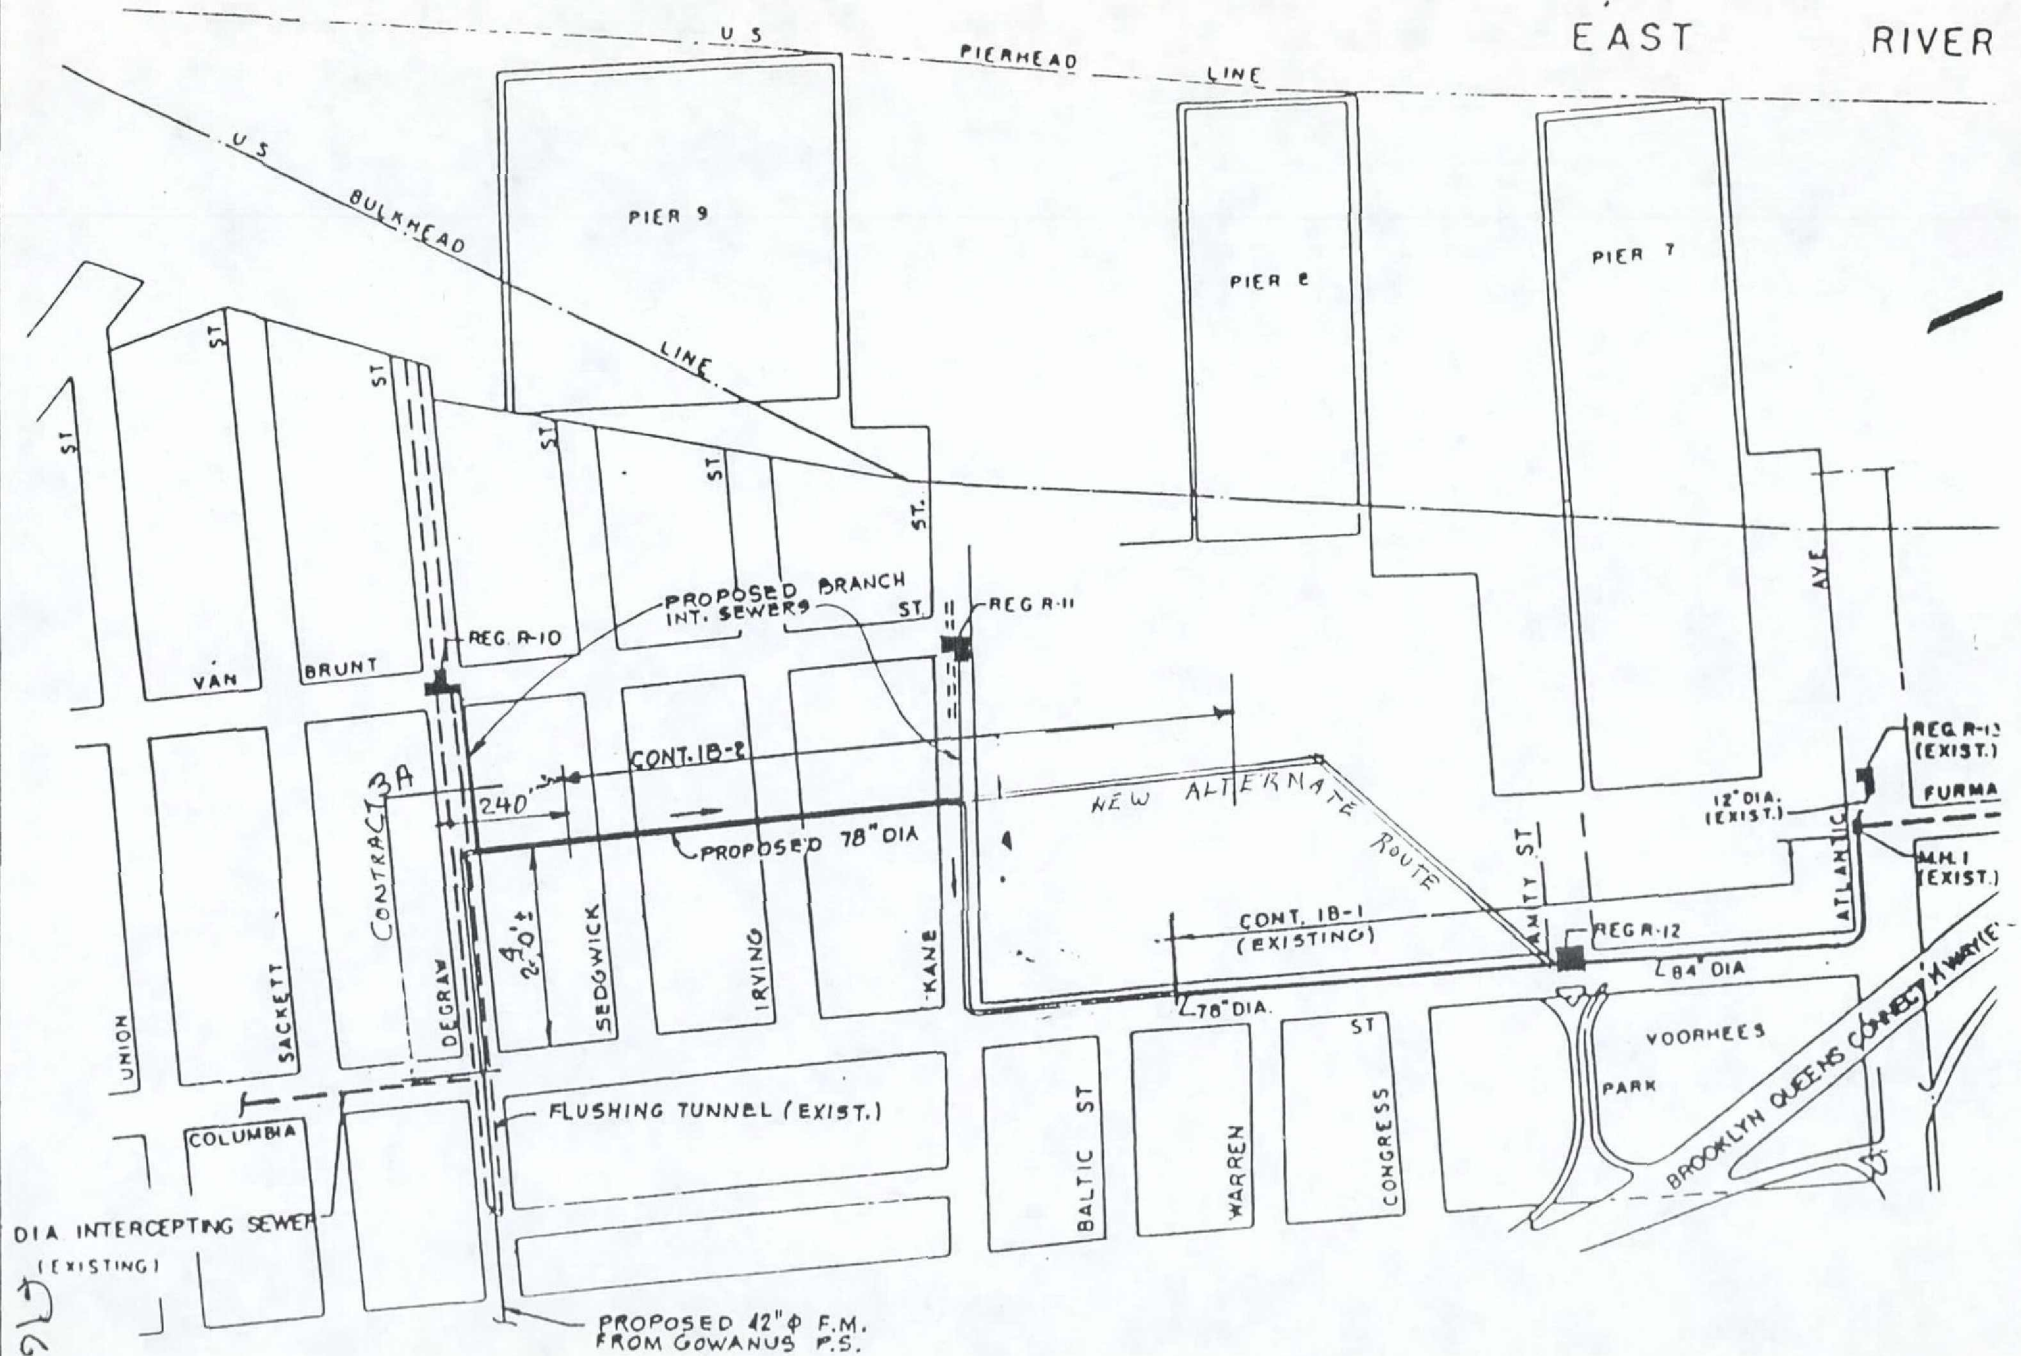 EAST RIVER
U S PIERHEAD LINE
U S BULKHEAD LINE
PIER 9
PIER 8
PIER 7
ST
ST
ST
ST
ST
ST.
AVE
PROPOSED BRANCH
INT. SEWERS
ST.
REG R-11
REG. R-10
VAN BRUNT
REG. R-13
(EXIST.)
CONT. 1B-2
CONTRACT 3A
240'
NEW ALTERNATE ROUTE
12" DIA.
(EXIST.)
FURMA
PROPOSED 78" DIA
AMITY ST
ATLANTIC
M.H. 1
(EXIST.)
CONT. 1B-1
(EXISTING)
REG R-12
84" DIA
78" DIA.
UNION
SACKETT
DEGRAW
SEDGWICK
IRVING
KANE
ST
VOORHEES
PARK
BROOKLYN QUEENS CONNECT. H'WAY (E
COLUMBIA
FLUSHING TUNNEL (EXIST.)
BALTIC ST
WARREN
CONGRESS
DIA. INTERCEPTING SEWER
(EXISTING)
PROPOSED 42" φ F.M.
FROM GOWANUS P.S.